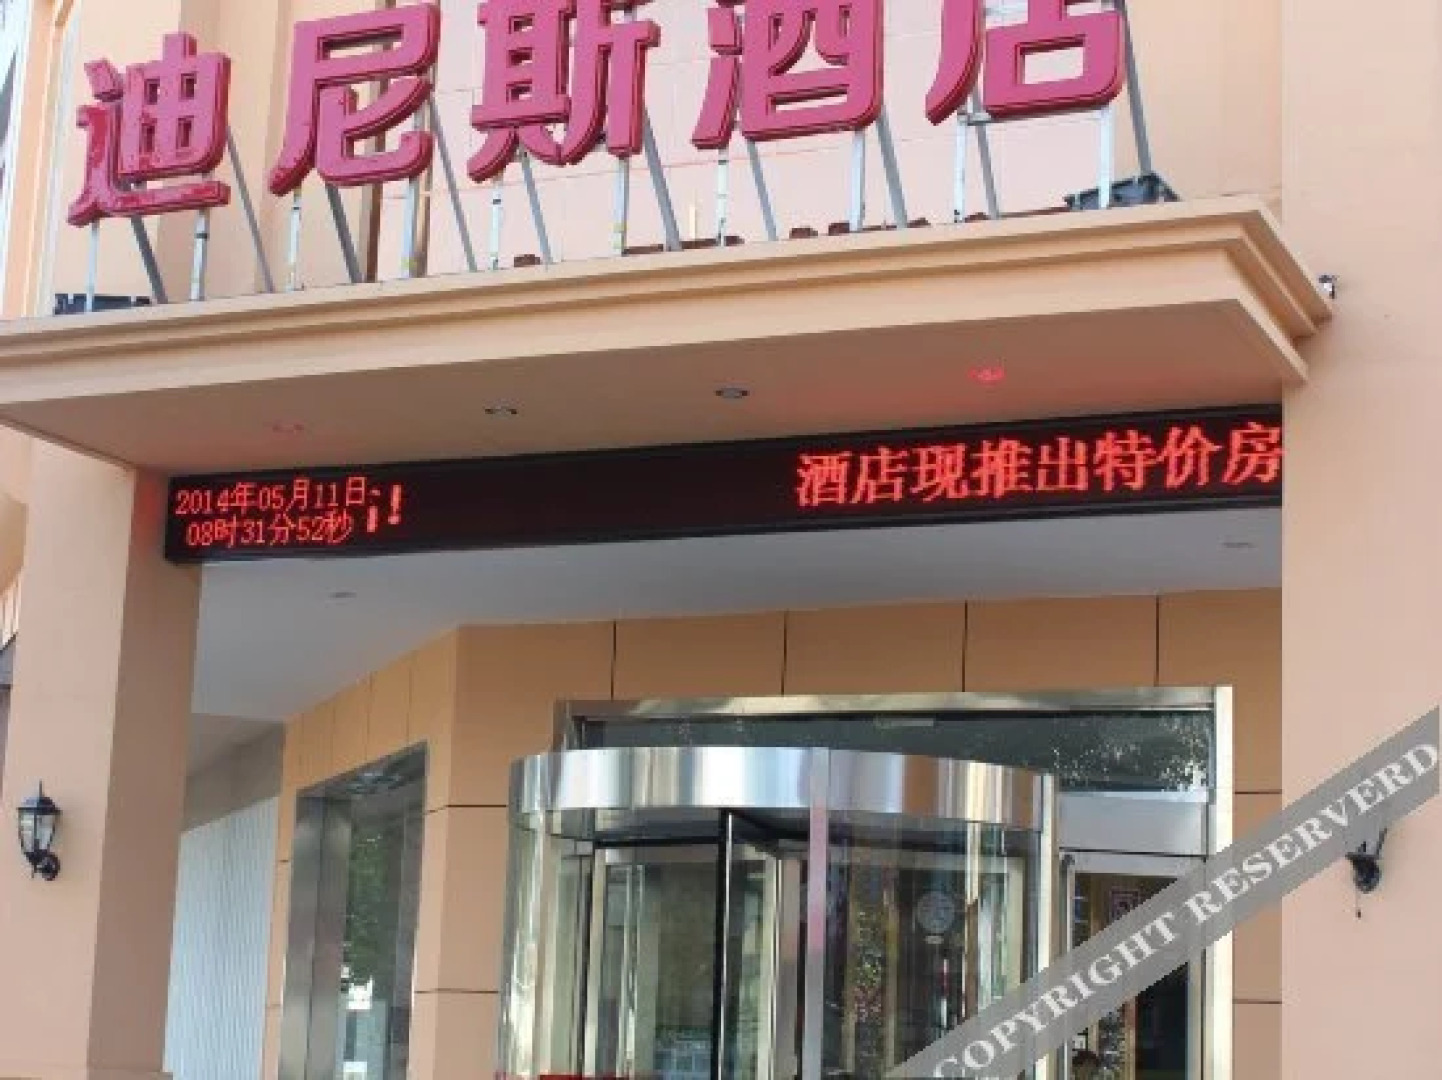 迪尼斯酒店
2014年05月11日
08时31分52秒
！
酒店现推出特价房
COPYRIGHT RESERVERD